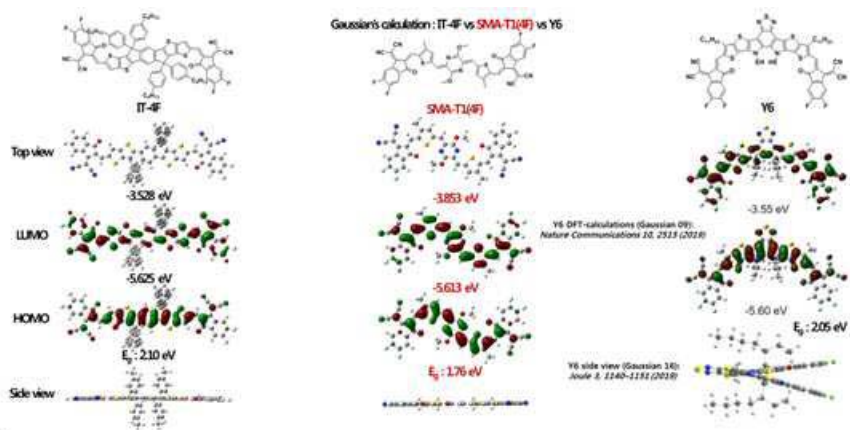 Gaussian's calculation : IT-4F vs SMA-T1(4F) vs Y6
IT-4F
SMA-T1(4F)
Y6
Top view
-3.528 eV
-3.853 eV
-3.55 eV
LUMO
Y6 DFT-calculations (Gaussian 09):
Nature Communications 10, 2515 (2019)
-5.625 eV
-5.613 eV
-5.60 eV
HOMO
Eg : 2.10 eV
Eg : 1.76 eV
Eg : 2.05 eV
Side view
Y6 side view (Gaussian 16):
Joule 3, 1140–1151 (2019)